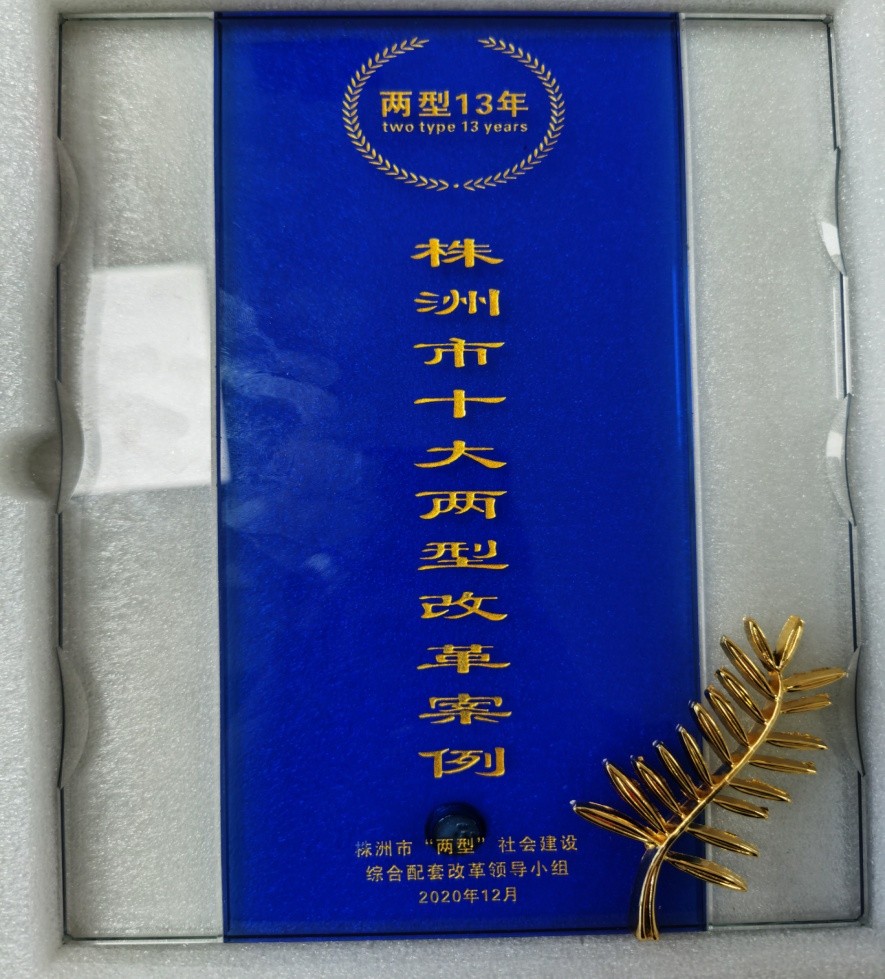 两型13年
two type 13 years
株洲市十大两型改革案例
株洲市“两型”社会建设
综合配套改革领导小组
2020年12月